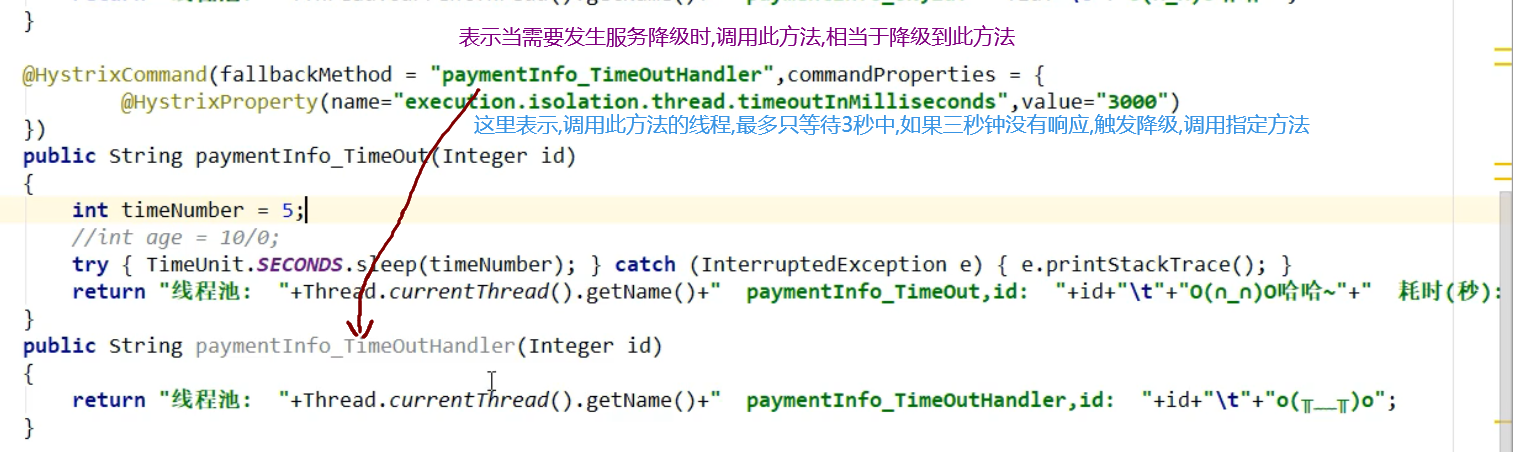 }
表示当需要发生服务降级时,调用此方法,相当于降级到此方法
@HystrixCommand(fallbackMethod = "paymentInfo_TimeOutHandler",commandProperties = {
@HystrixProperty(name="execution.isolation.thread.timeoutInMilliseconds",value="3000")
})
这里表示,调用此方法的线程,最多只等待3秒中,如果三秒钟没有响应,触发降级,调用指定方法
public String paymentInfo_TimeOut(Integer id)
{
int timeNumber = 5;
//int age = 10/0;
try { TimeUnit.SECONDS.sleep(timeNumber); } catch (InterruptedException e) { e.printStackTrace(); }
return "线程池:  "+Thread.currentThread().getName()+"  paymentInfo_TimeOut,id:  "+id+"\t"+"O(∩_∩)O哈哈~"+"  耗时(秒):
}
public String paymentInfo_TimeOutHandler(Integer id)
{
return "线程池:  "+Thread.currentThread().getName()+"  paymentInfo_TimeOutHandler,id:  "+id+"\t"+"o(╥﹏╥)o";
}